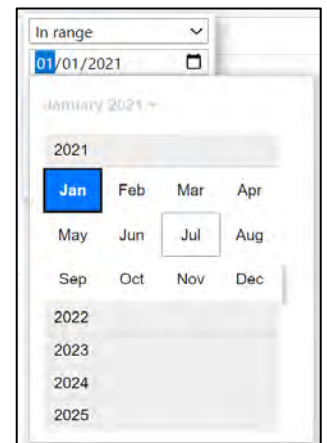 In range
01/01/2021
January 2021
2021
Jan Feb Mar Apr
May Jun Jul Aug
Sep Oct Nov Dec
2022
2023
2024
2025